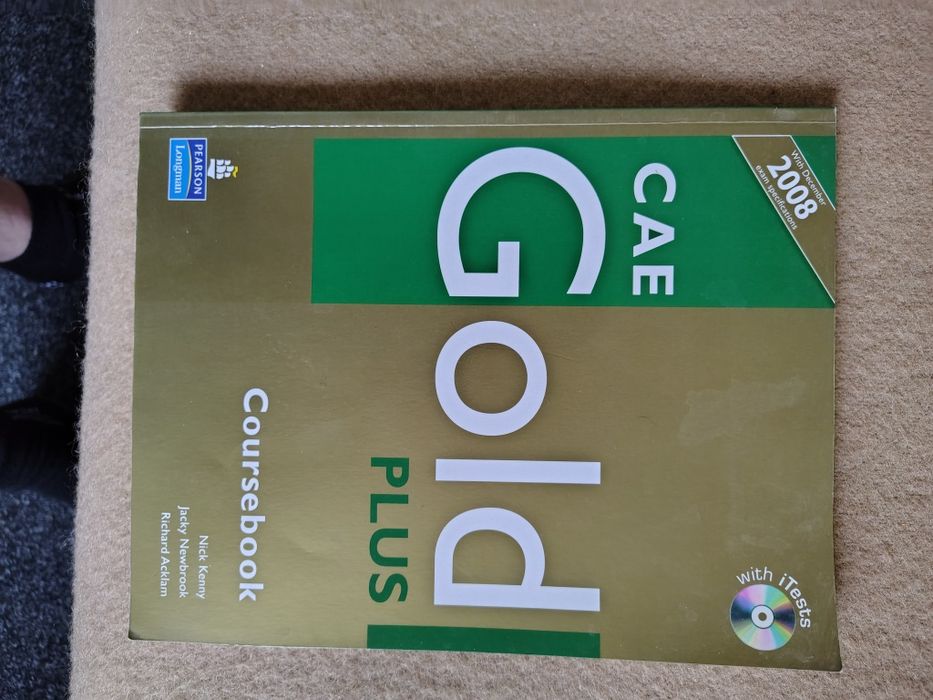 With December
2008
exam specifications
CAE
Gold
PLUS
Coursebook
Nick Kenny
Jacky Newbrook
Richard Acklam
PEARSON
Longman
with iTests